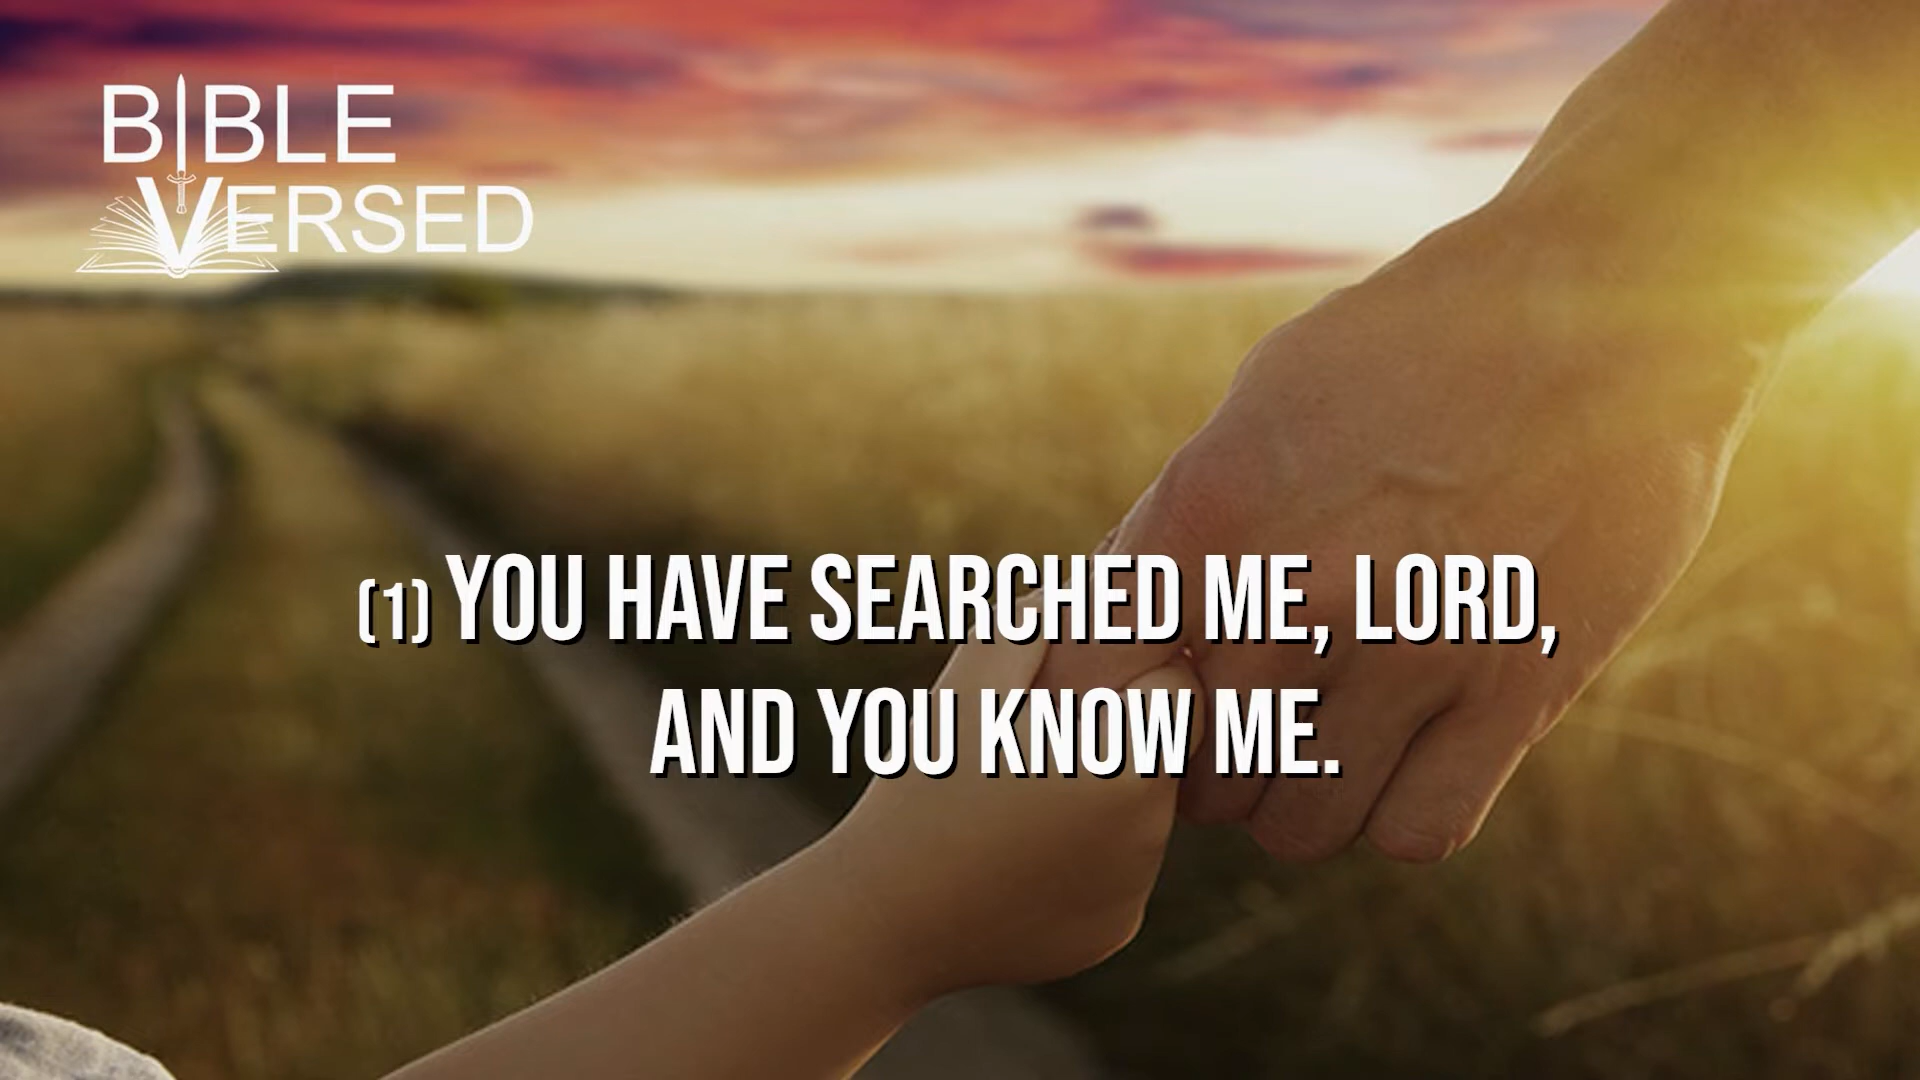 BIBLE
VERSED
(1) YOU HAVE SEARCHED ME, LORD,
AND YOU KNOW ME.